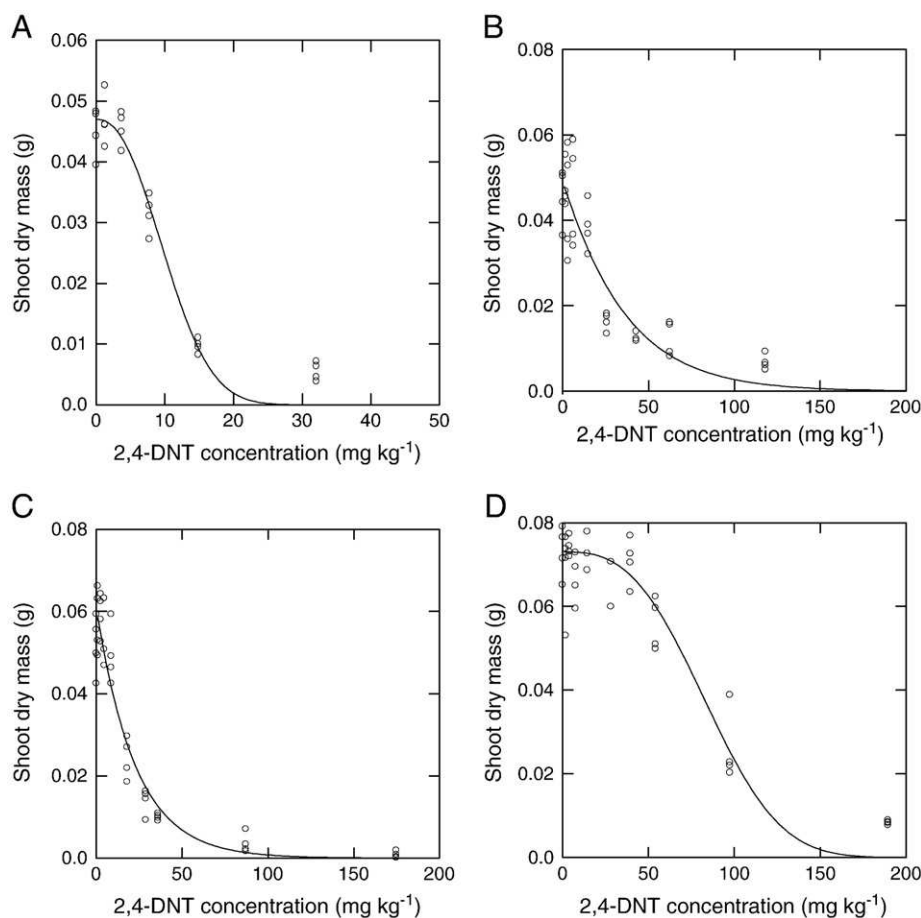 A
0.06
0.05
0.04
0.03
0.02
0.01
0.0
Shoot dry mass (g)
0 10 20 30 40 50
2,4-DNT concentration (mg kg⁻¹)
B
0.08
0.06
0.04
0.02
0.0
Shoot dry mass (g)
0 50 100 150 200
2,4-DNT concentration (mg kg⁻¹)
C
0.08
0.06
0.04
0.02
0.0
Shoot dry mass (g)
0 50 100 150 200
2,4-DNT concentration (mg kg⁻¹)
D
0.08
0.06
0.04
0.02
0.0
Shoot dry mass (g)
0 50 100 150 200
2,4-DNT concentration (mg kg⁻¹)